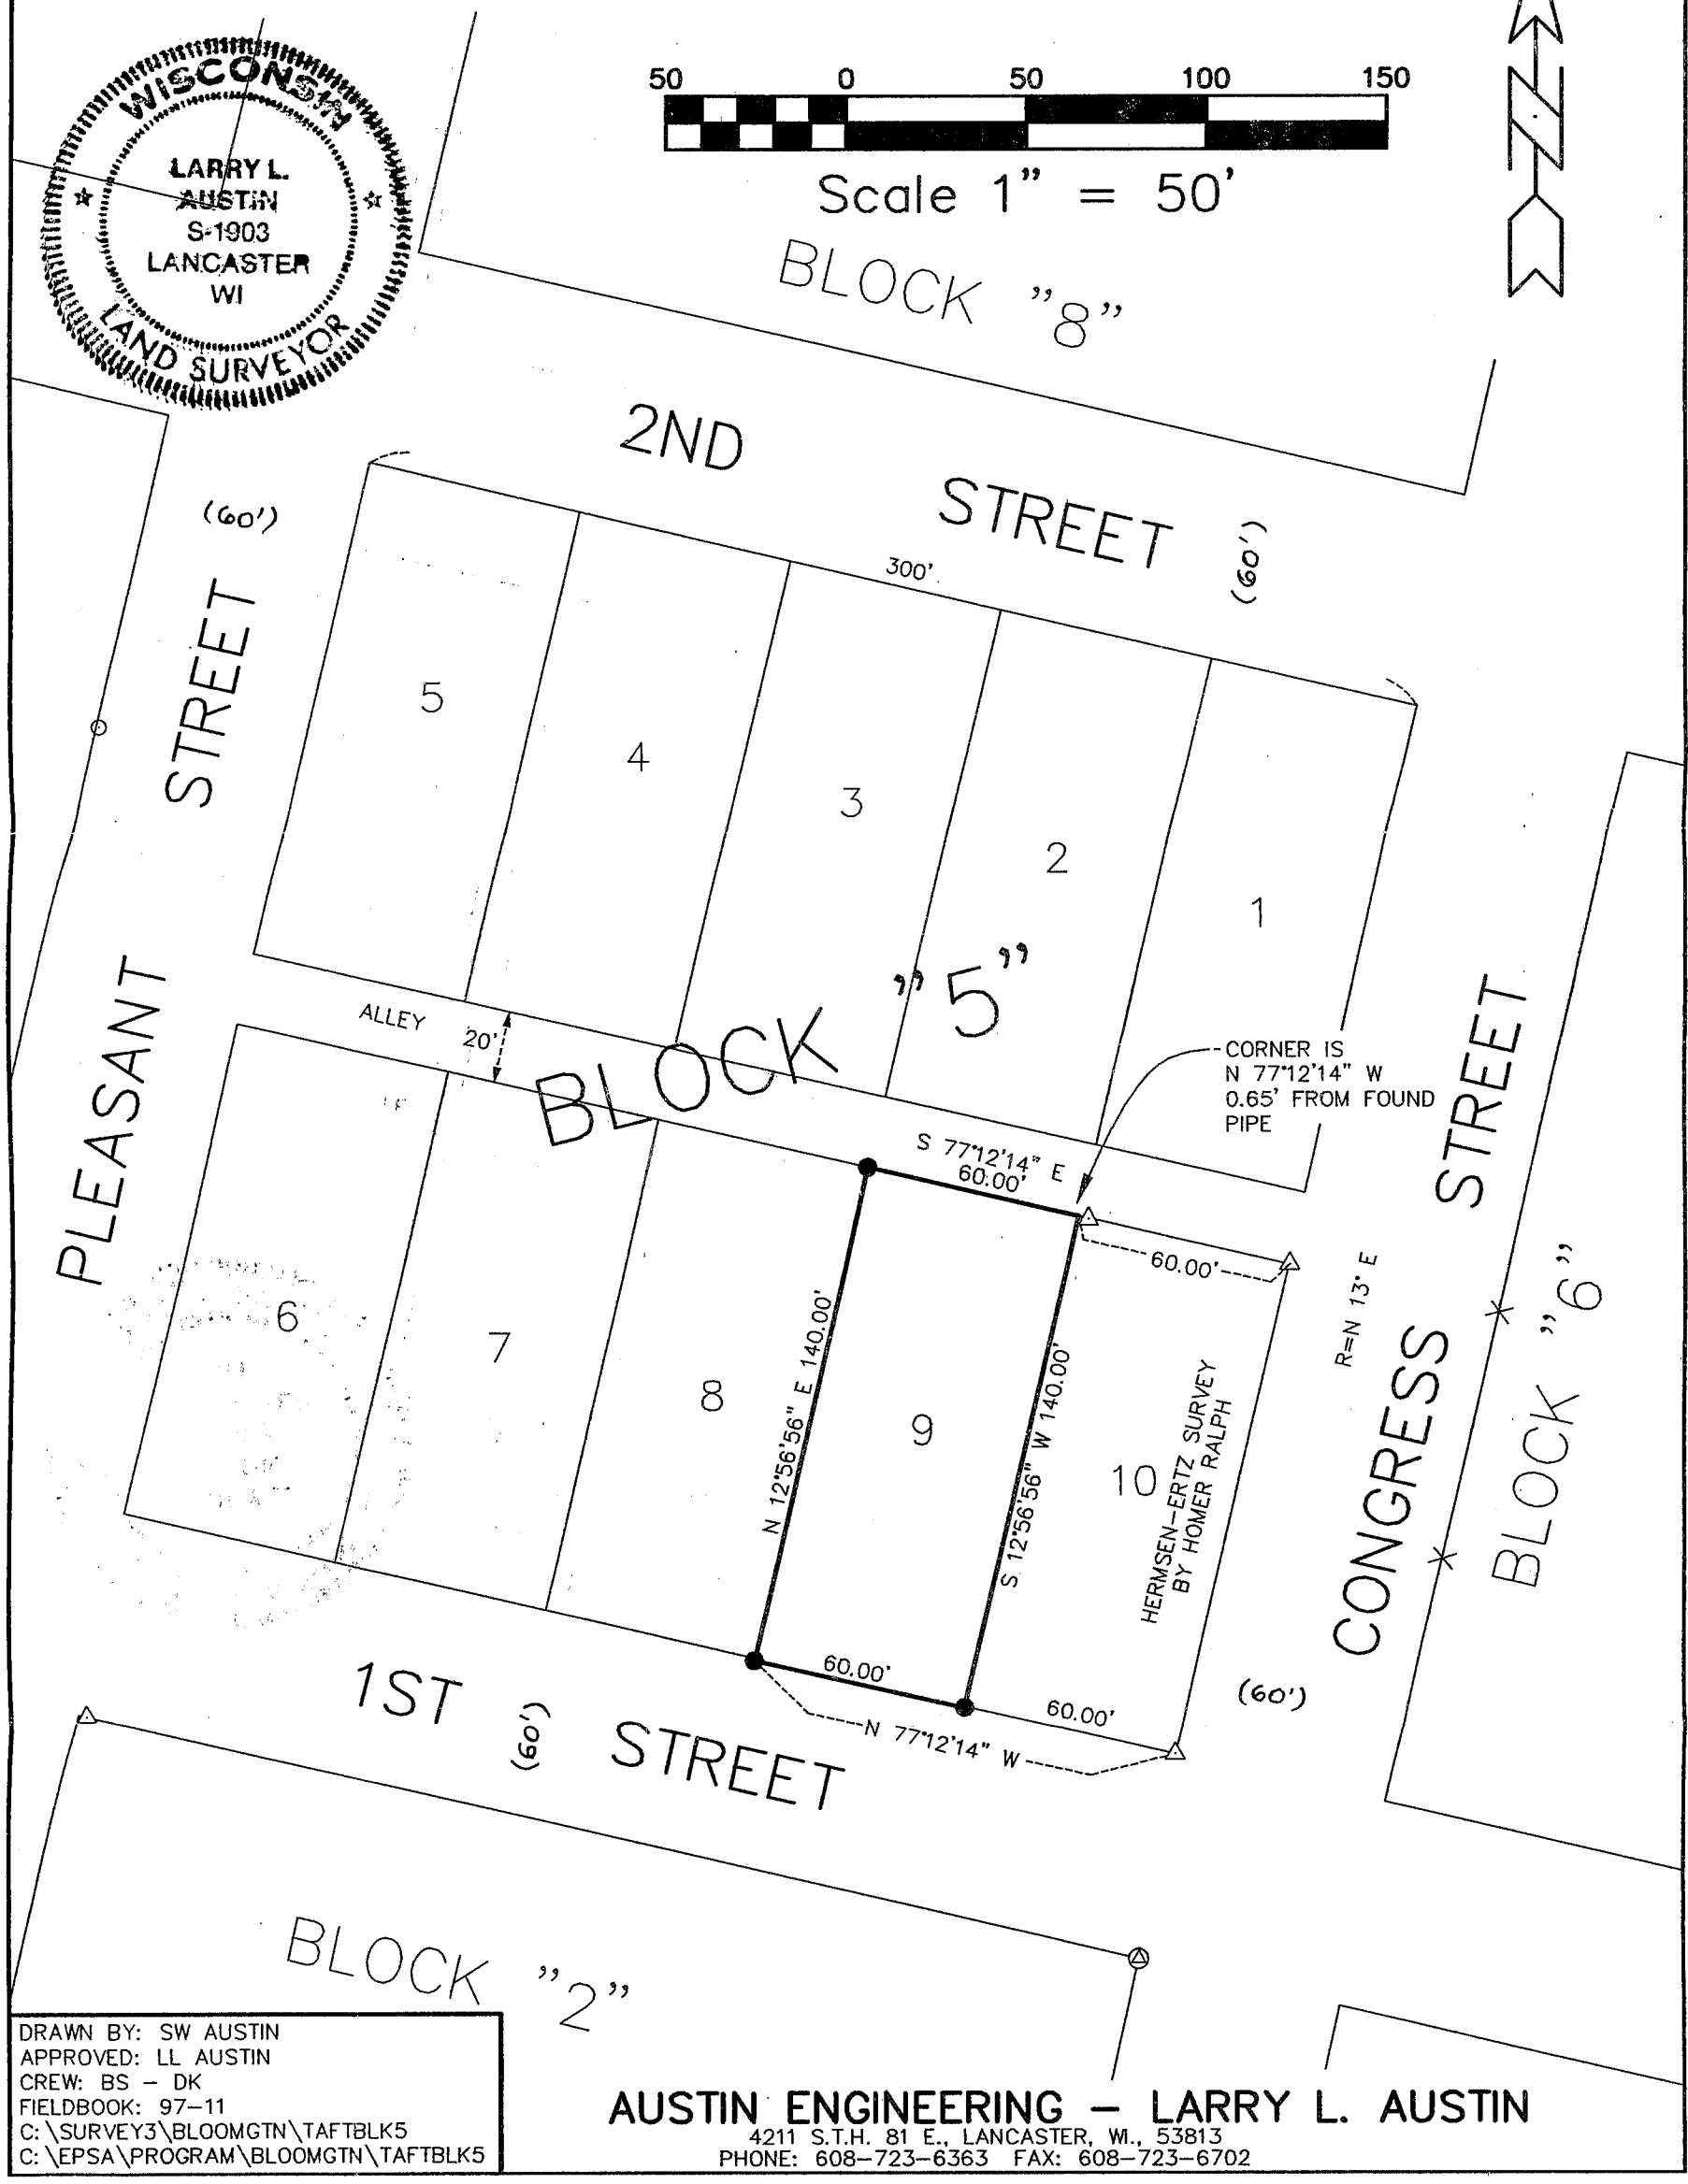 50 0 50 100 150
Scale 1" = 50'
WISCONSIN
LARRY L.
AUSTIN
S-1903
LANCASTER
WI
LAND SURVEYOR
BLOCK "8"
2ND STREET (60')
(60')
300'
PLEASANT STREET
5
4
3
2
1
BLOCK "5"
ALLEY 20'
CORNER IS
N 77°12'14" W
0.65' FROM FOUND
PIPE
S 77°12'14" E
60.00'
60.00'
R=N 13° E
CONGRESS STREET
(60')
BLOCK "6"
6
7
8
9
10
N 12°56'56" E 140.00'
S 12°56'56" W 140.00'
HERMSEN-ERTZ SURVEY
BY HOMER RALPH
60.00'
60.00'
N 77°12'14" W
1ST STREET
(60')
BLOCK "2"
DRAWN BY: SW AUSTIN
APPROVED: LL AUSTIN
CREW: BS - DK
FIELDBOOK: 97-11
C:\SURVEY3\BLOOMGTN\TAFTBLK5
C:\EPSA\PROGRAM\BLOOMGTN\TAFTBLK5
AUSTIN ENGINEERING - LARRY L. AUSTIN
4211 S.T.H. 81 E., LANCASTER, WI., 53813
PHONE: 608-723-6363 FAX: 608-723-6702